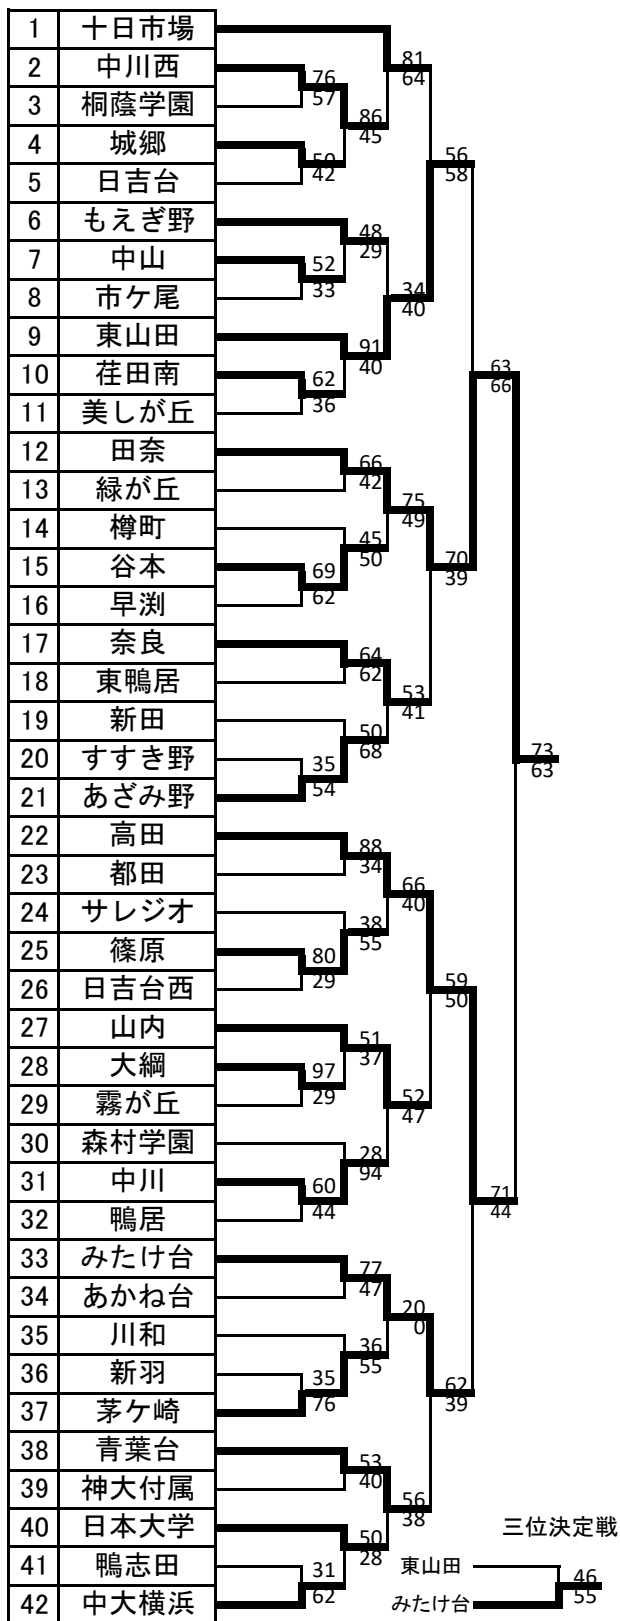 1 十日市場
2 中川西
3 桐蔭学園
4 城郷
5 日吉台
6 もえぎ野
7 中山
8 市ケ尾
9 東山田
10 荏田南
11 美しが丘
12 田奈
13 緑が丘
14 樽町
15 谷本
16 早渕
17 奈良
18 東鴨居
19 新田
20 すすき野
21 あざみ野
22 高田
23 都田
24 サレジオ
25 篠原
26 日吉台西
27 山内
28 大綱
29 霧が丘
30 森村学園
31 中川
32 鴨居
33 みたけ台
34 あかね台
35 川和
36 新羽
37 茅ケ崎
38 青葉台
39 神大付属
40 日本大学
41 鴨志田
42 中大横浜
76
57
50
42
52
33
62
36
69
62
35
54
80
29
97
29
60
44
35
76
31
62
86
45
48
29
91
40
66
42
45
50
64
62
50
68
88
34
38
55
51
37
28
94
77
47
36
55
53
40
50
28
81
64
34
40
75
49
53
41
66
40
52
47
20
0
56
38
56
58
70
39
59
50
62
39
63
66
71
44
73
63
三位決定戦
東山田
みたけ台
46
55